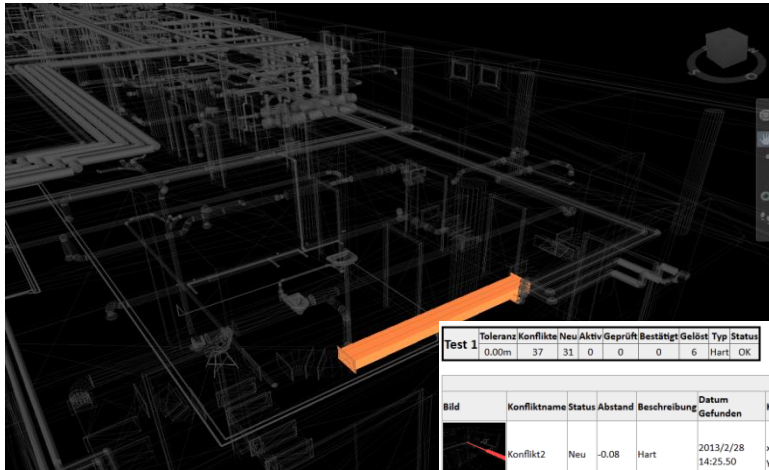 Test 1
Toleranz Konflikte Neu Aktiv Geprüft Bestätigt Gelöst Typ Status
0.00m 37 31 0 0 0 6 Hart OK
Bild Konfliktname Status Abstand Beschreibung Datum Gefunden
Konflikt2 Neu -0.08 Hart 2013/2/28 14:25.50